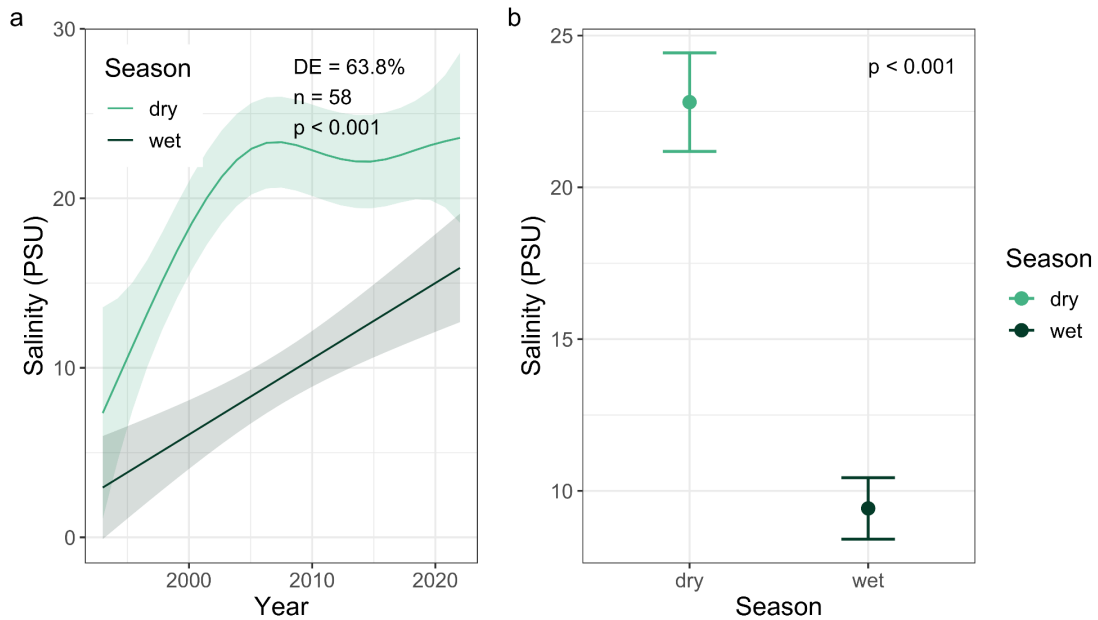 a
30
20
10
0
Salinity (PSU)
Season
dry
wet
DE = 63.8%
n = 58
p < 0.001
2000 2010 2020
Year
b
25
20
15
10
Salinity (PSU)
p < 0.001
dry wet
Season
Season
dry
wet